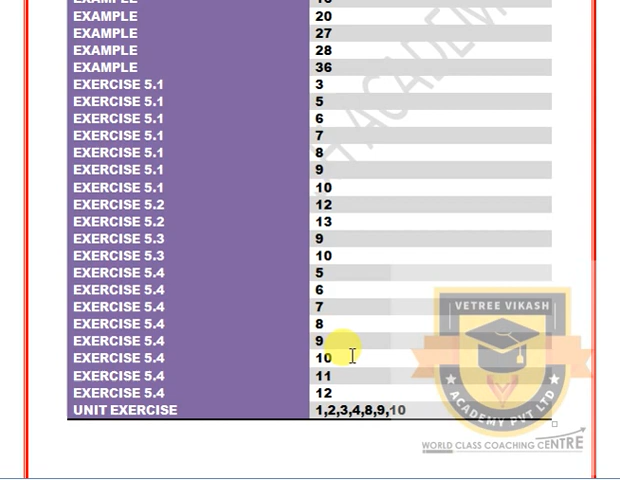 EXAMPLE
EXAMPLE 20
EXAMPLE 27
EXAMPLE 28
EXAMPLE 36
EXERCISE 5.1 3
EXERCISE 5.1 5
EXERCISE 5.1 6
EXERCISE 5.1 7
EXERCISE 5.1 8
EXERCISE 5.1 9
EXERCISE 5.1 10
EXERCISE 5.2 12
EXERCISE 5.2 13
EXERCISE 5.3 9
EXERCISE 5.3 10
EXERCISE 5.4 5
EXERCISE 5.4 6
EXERCISE 5.4 7
EXERCISE 5.4 8
EXERCISE 5.4 9
EXERCISE 5.4 10
EXERCISE 5.4 11
EXERCISE 5.4 12
UNIT EXERCISE 1,2,3,4,8,9,10
ACADEM
VETREE VIKASH
ACADEMY PVT LTD
WORLD CLASS COACHING CENTRE